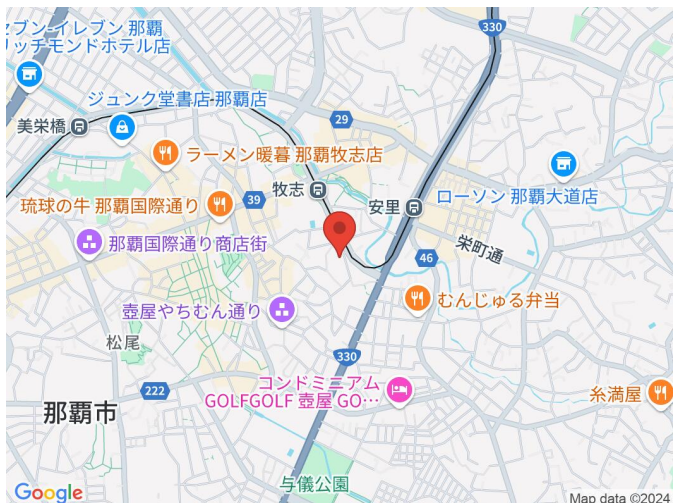 セブン-イレブン 那覇
リッチモンドホテル店
330
ジュンク堂書店 那覇店
美栄橋
29
ラーメン暖暮 那覇牧志店
牧志
ローソン 那覇大道店
琉球の牛 那覇国際通り
39
安里
那覇国際通り商店街
栄町通
46
むんじゅる弁当
壺屋やちむん通り
松尾
330
222
コンドミニアム
GOLFGOLF 壺屋 GO…
糸満屋
那覇市
与儀公園
Google
Map data ©2024